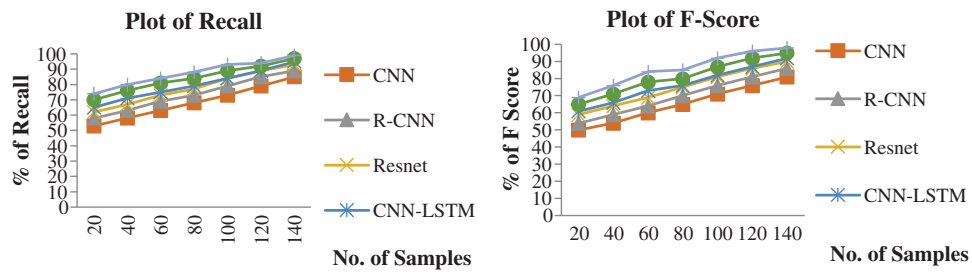 Plot of Recall
% of Recall
100
90
80
70
60
50
40
30
20
10
0
20 40 60 80 100 120 140
CNN
R-CNN
Resnet
CNN-LSTM
No. of Samples
Plot of F-Score
% of F Score
100
90
80
70
60
50
40
30
20
10
0
20 40 60 80 100 120 140
CNN
R-CNN
Resnet
CNN-LSTM
No. of Samples